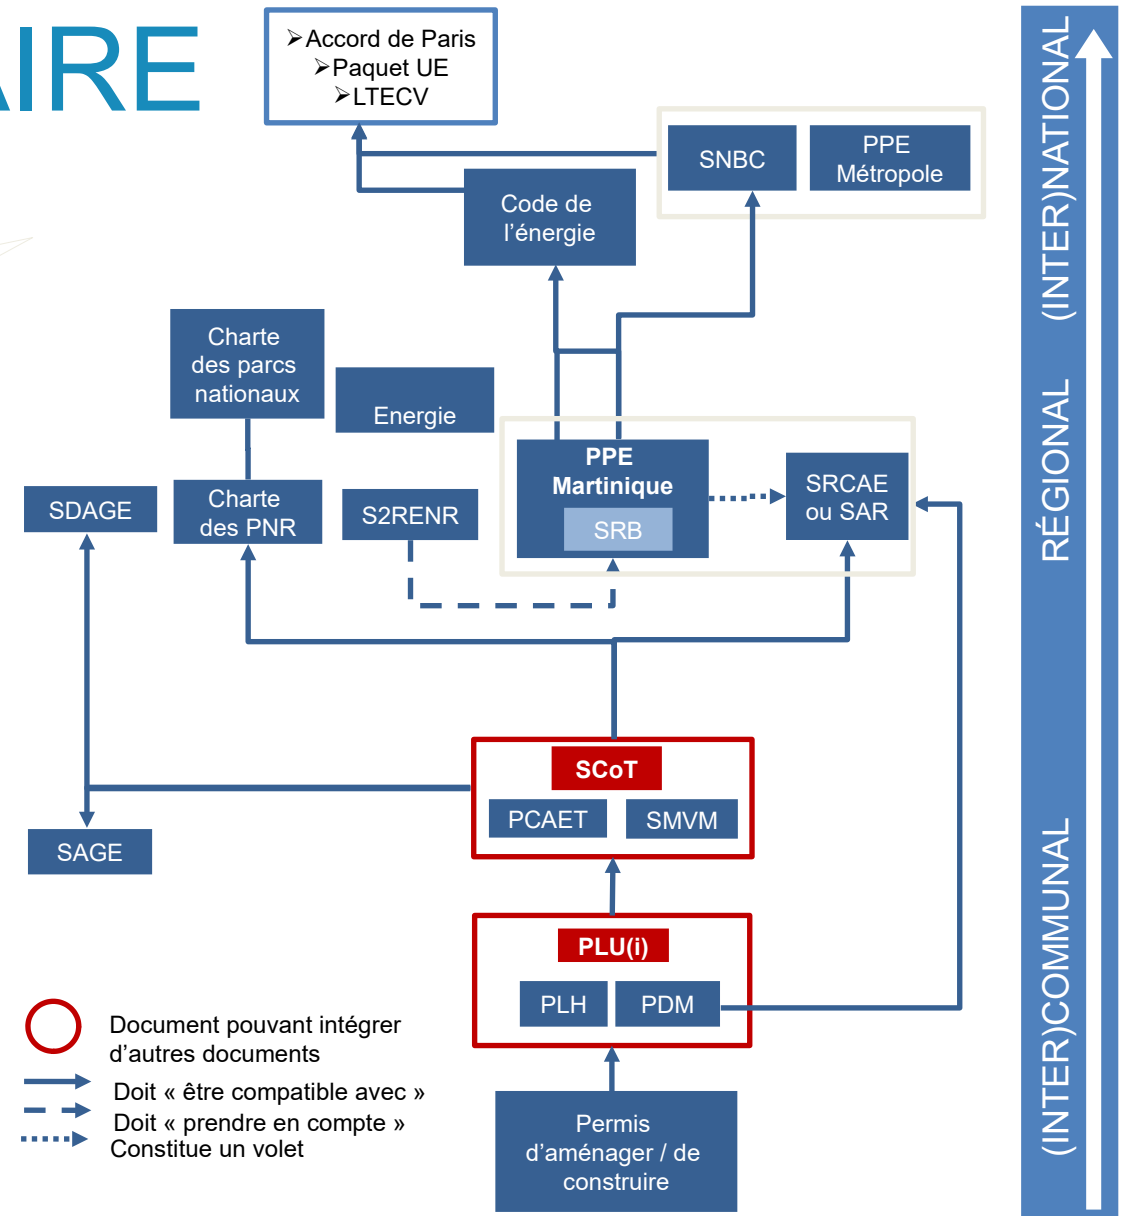 AIRE
➢Accord de Paris
➢Paquet UE
➢LTECV
SNBC
PPE
Métropole
Code de
l’énergie
(INTER)NATIONAL
Charte
des parcs
nationaux
Energie
PPE
Martinique
SRB
SRCAE
ou SAR
SDAGE
Charte
des PNR
S2RENR
RÉGIONAL
SCoT
PCAET
SMVM
SAGE
PLU(i)
PLH
PDM
(INTER)COMMUNAL
Document pouvant intégrer
d’autres documents
Doit « être compatible avec »
Doit « prendre en compte »
Constitue un volet
Permis
d’aménager / de
construire